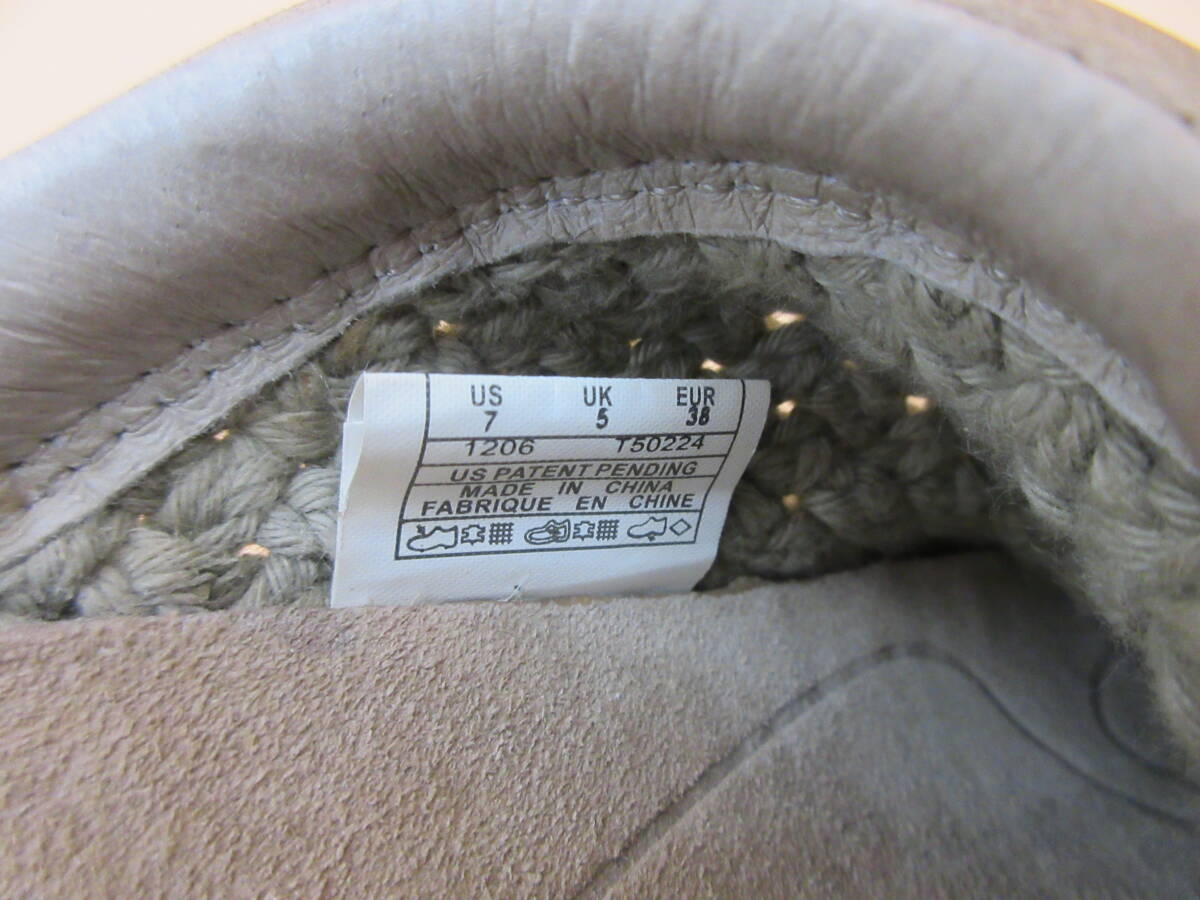 US UK EUR
7 5 38
1206 T50224
US PATENT PENDING
MADE IN CHINA
FABRIQUE EN CHINE